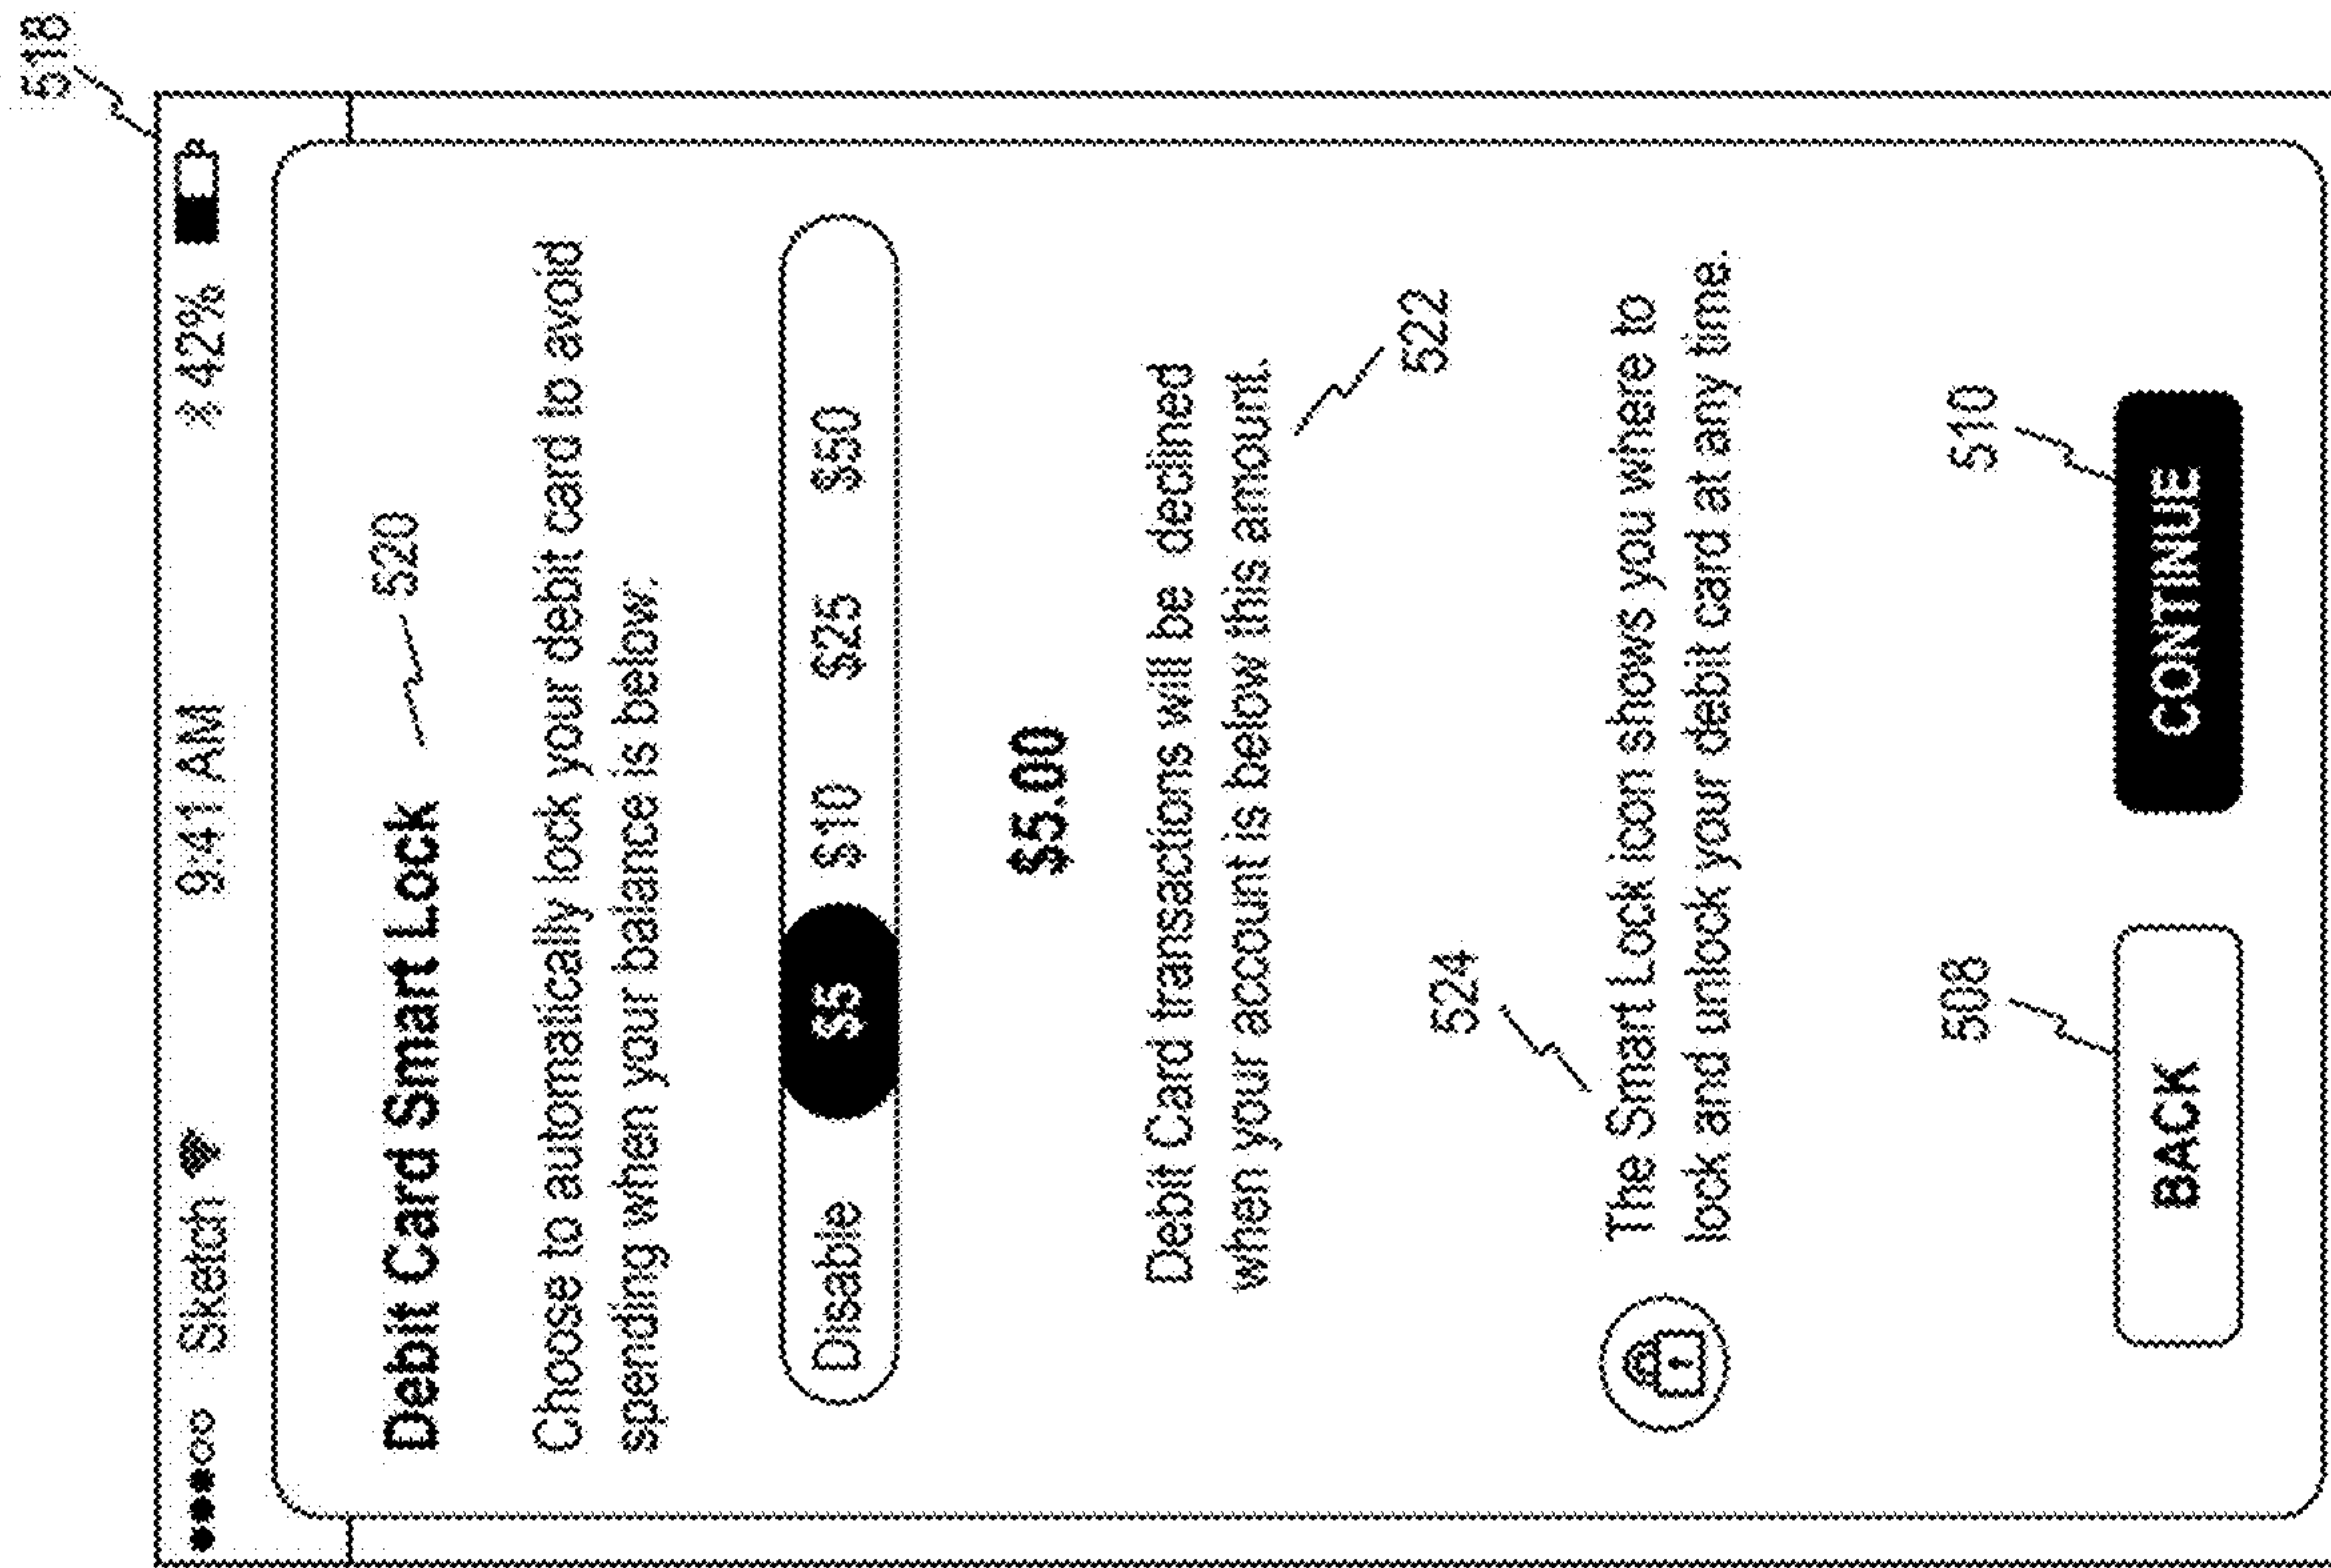 518
Sketch 9:41 AM 42%
Debit Card Smart Lock 520
Choose to automatically lock your debit card to avoid
spending when your balance is below:
Disable $5 $10 $25 $50
$5.00
Debit Card transactions will be declined
when your account is below this amount.
522
524
The Smart Lock icon shows you where to
lock and unlock your debit card at any time.
508 510
BACK CONTINUE